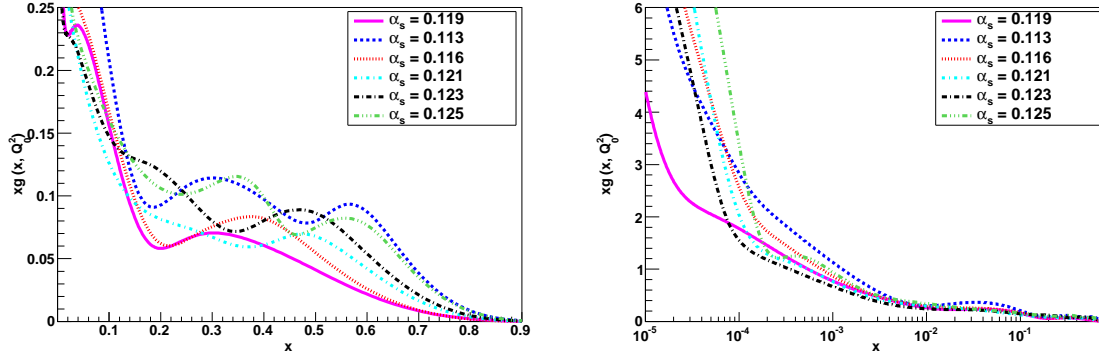 xg (x, Q₀²)
0.25
0.2
0.15
0.1
0.05
0
0.1 0.2 0.3 0.4 0.5 0.6 0.7 0.8 0.9
x
αₛ = 0.119
αₛ = 0.113
αₛ = 0.116
αₛ = 0.121
αₛ = 0.123
αₛ = 0.125
xg (x, Q₀²)
6
5
4
3
2
1
0
10⁻⁵ 10⁻⁴ 10⁻³ 10⁻² 10⁻¹
x
αₛ = 0.119
αₛ = 0.113
αₛ = 0.116
αₛ = 0.121
αₛ = 0.123
αₛ = 0.125